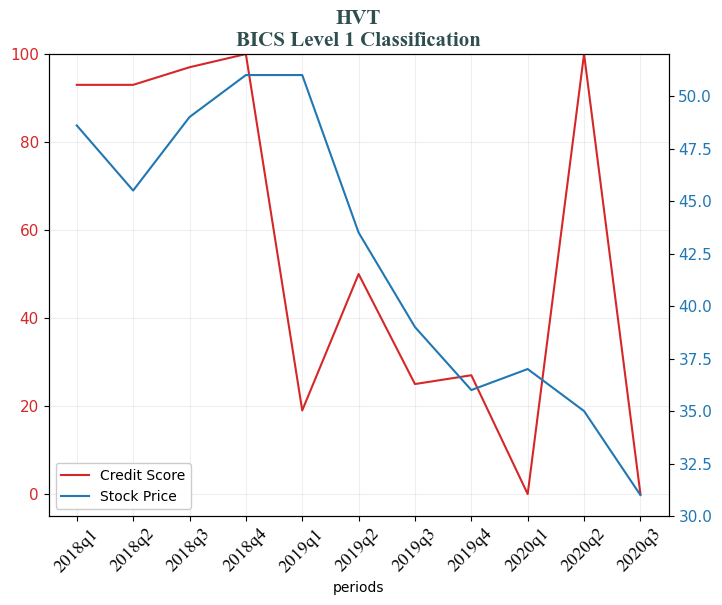 HVT
BICS Level 1 Classification
100
80
60
40
20
0
50.0
47.5
45.0
42.5
40.0
37.5
35.0
32.5
30.0
Credit Score
Stock Price
2018q1
2018q2
2018q3
2018q4
2019q1
2019q2
2019q3
2019q4
2020q1
2020q2
2020q3
periods